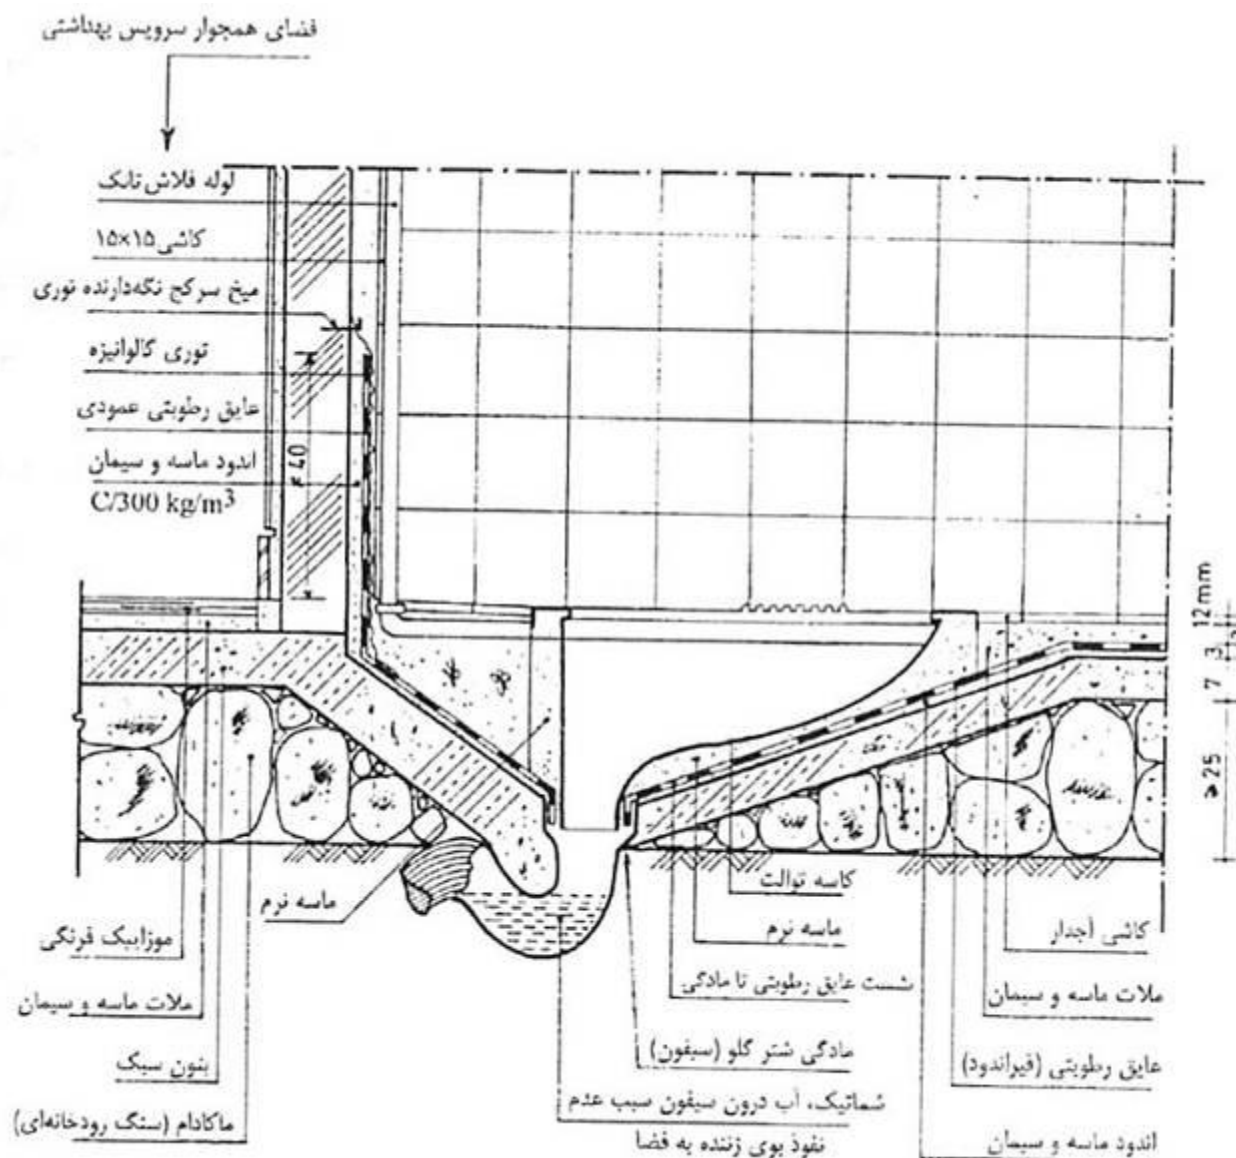 فضای همجوار سرویس بهداشتی
لوله فلاش تانک
کاشی ۱۵×۱۵
میخ سرکج نگه‌دارنده توری
توری گالوانیزه
عایق رطوبتی عمودی
اندود ماسه و سیمان
C/300 kg/m³
≮ 40
12mm
3
7
≥25
ماسه نرم
موزاییک فرنگی
ملات ماسه و سیمان
بتون سبک
ماکادام (سنگ رودخانه‌ای)
کاسه توالت
ماسه نرم
شست عایق رطوبتی تا مادگی
مادگی شتر گلو (سیفون)
شماتیک، آب درون سیفون سبب عدم
نفوذ بوی زننده به فضا
کاشی آجدار
ملات ماسه و سیمان
عایق رطوبتی (قیراندود)
اندود ماسه و سیمان